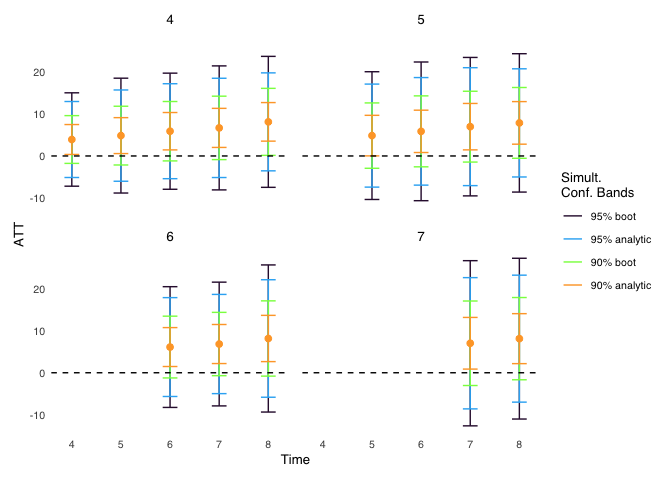 4 5
20
10
0
-10
ATT
6 7
20
10
0
-10
4 5 6 7 8 4 5 6 7 8
Time
Simult.
Conf. Bands
95% boot
95% analytic
90% boot
90% analytic